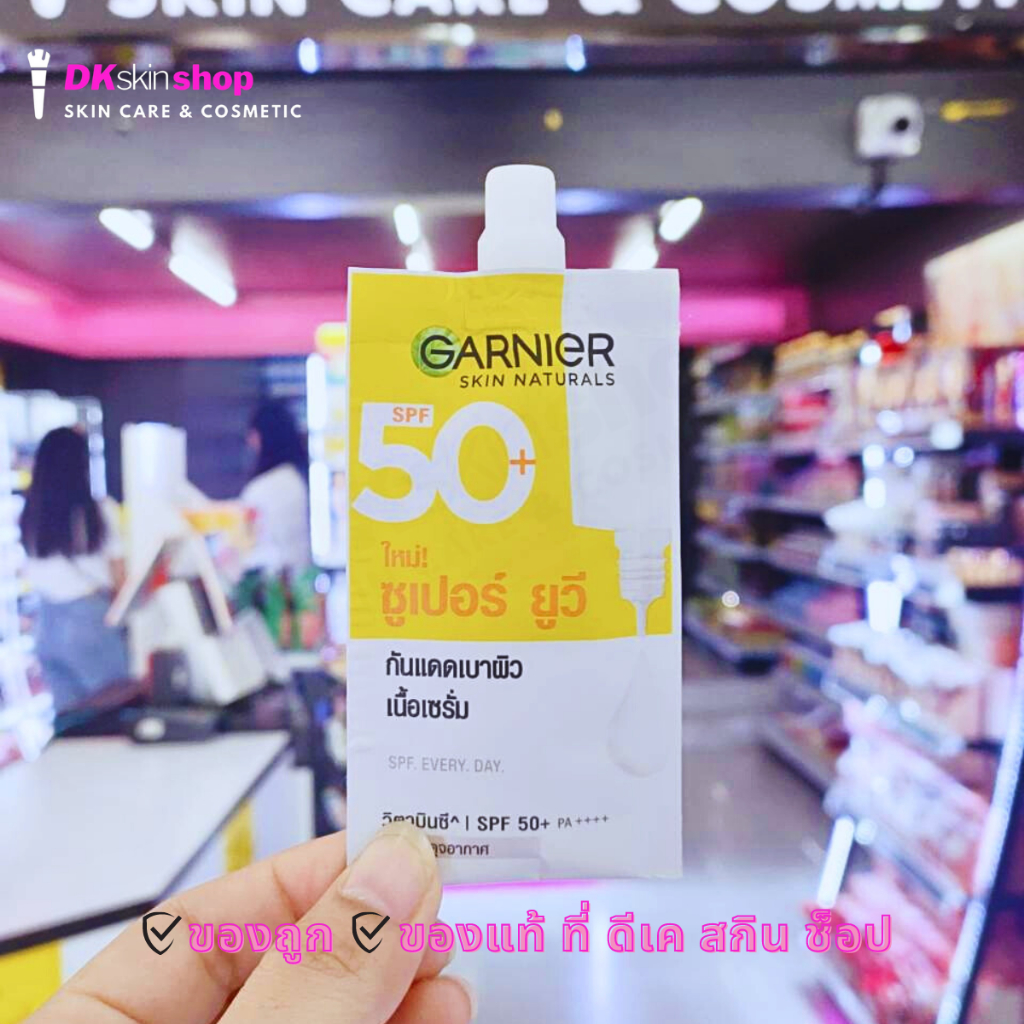 SKIN CARE & COSMETI
DKskinshop
SKIN CARE & COSMETIC
GARNIER
SKIN NATURALS
SPF
50+
ใหม่!
ซูเปอร์ ยูวี
กันแดดเบาผิว
เนื้อเซรั่ม
SPF. EVERY. DAY.
วิตามินซี^ | SPF 50+ PA++++
ของถูก ของแท้ ที่ ดีเค สกิน ช็อป